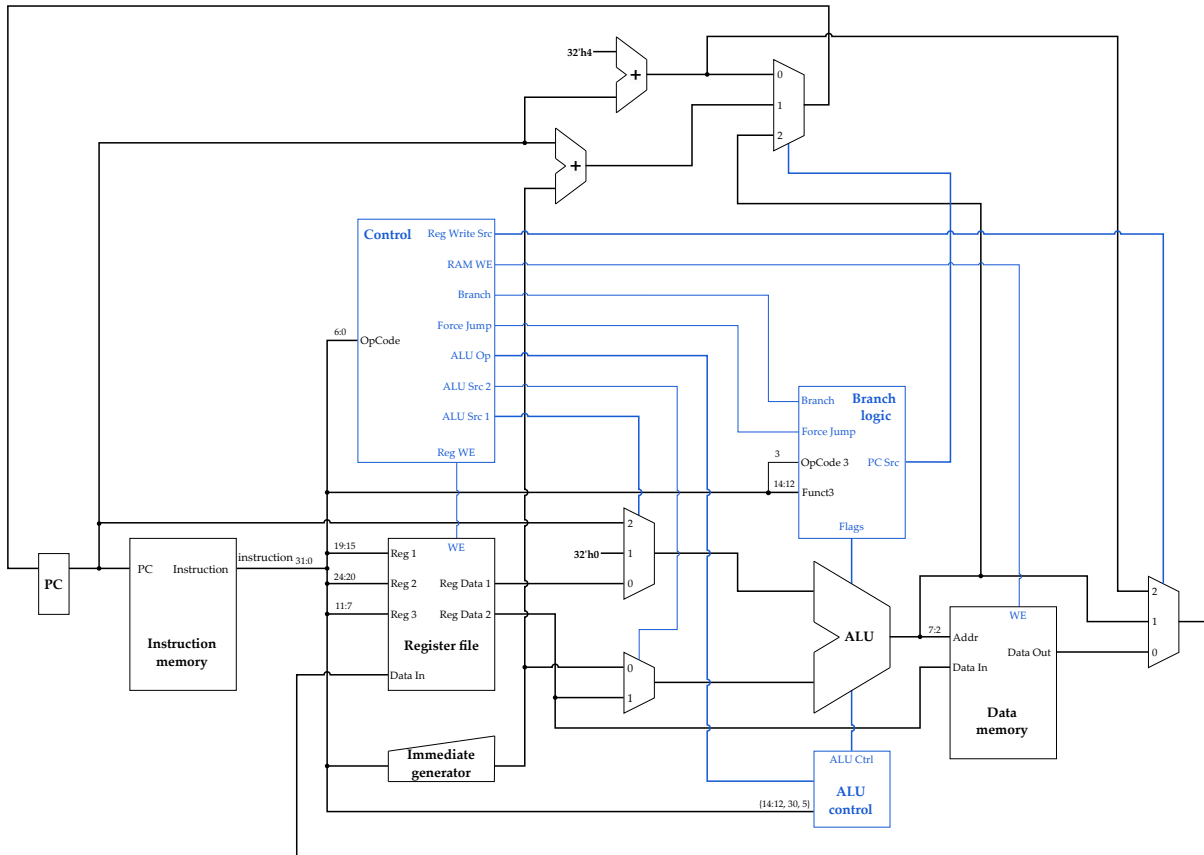 32'h4
+
0
1
2
+
Control
Reg Write Src
RAM WE
Branch
Force Jump
6:0
OpCode
ALU Op
ALU Src 2
ALU Src 1
Reg WE
Branch
Branch
logic
Force Jump
3
OpCode 3
PC Src
14:12
Funct3
Flags
2
32'h0
1
0
PC
PC
Instruction
instruction
31:0
Instruction
memory
19:15
Reg 1
WE
24:20
Reg 2
Reg Data 1
11:7
Reg 3
Reg Data 2
Register file
Data In
0
1
ALU
7:2
Addr
WE
Data Out
Data In
Data
memory
2
1
0
Immediate
generator
ALU Ctrl
ALU
control
{14:12, 30, 5}